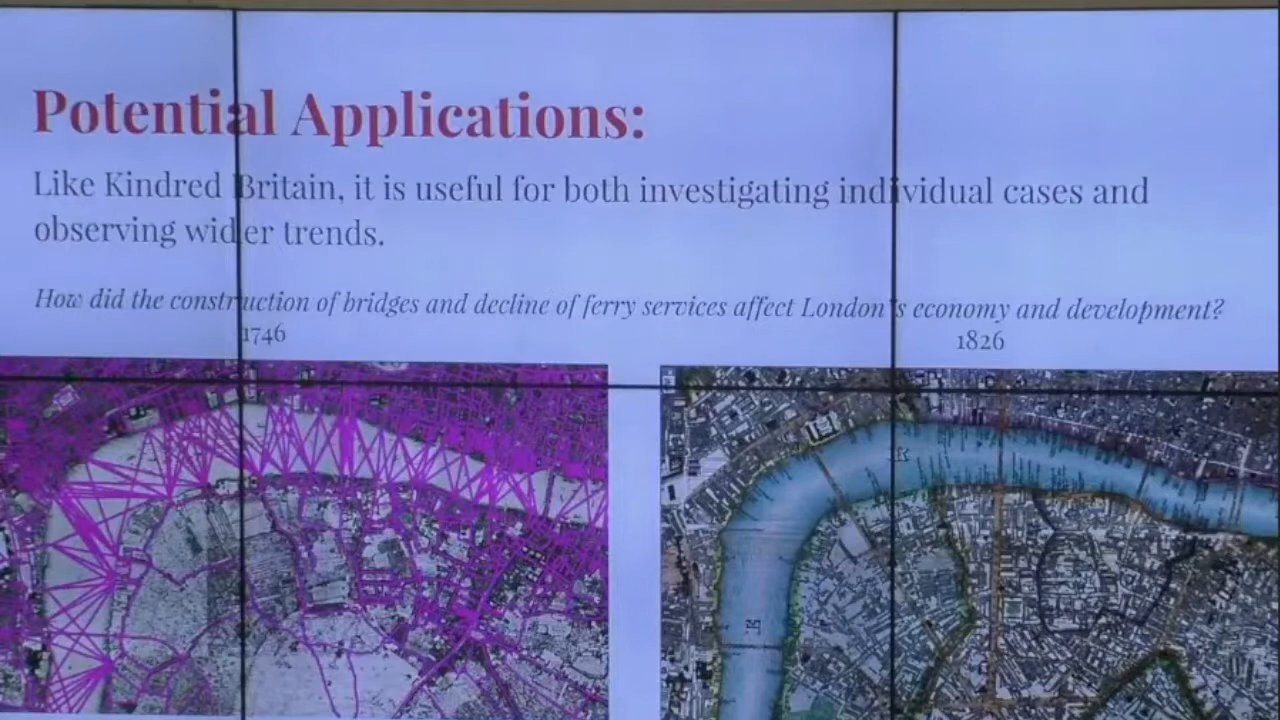 Potential Applications:
Like Kindred Britain, it is useful for both investigating individual cases and
observing wider trends.
How did the construction of bridges and decline of ferry services affect London's economy and development?
1746
1826